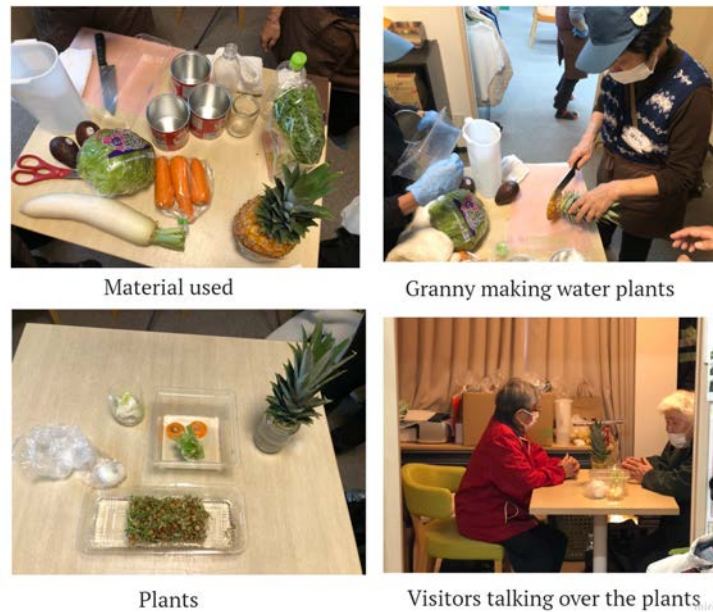 Material used
Granny making water plants
Plants
Visitors talking over the plants